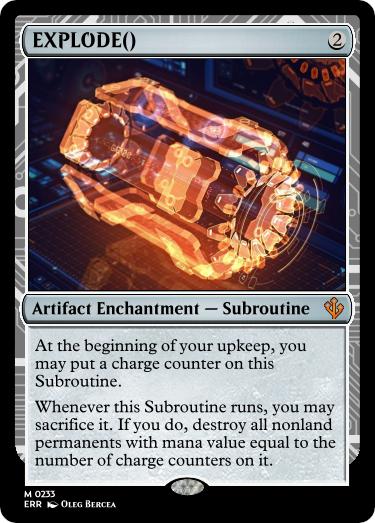 EXPLODE()
2
Artifact Enchantment — Subroutine
At the beginning of your upkeep, you
may put a charge counter on this
Subroutine.
Whenever this Subroutine runs, you may
sacrifice it. If you do, destroy all nonland
permanents with mana value equal to the
number of charge counters on it.
M 0233
ERR Oleg Bercea